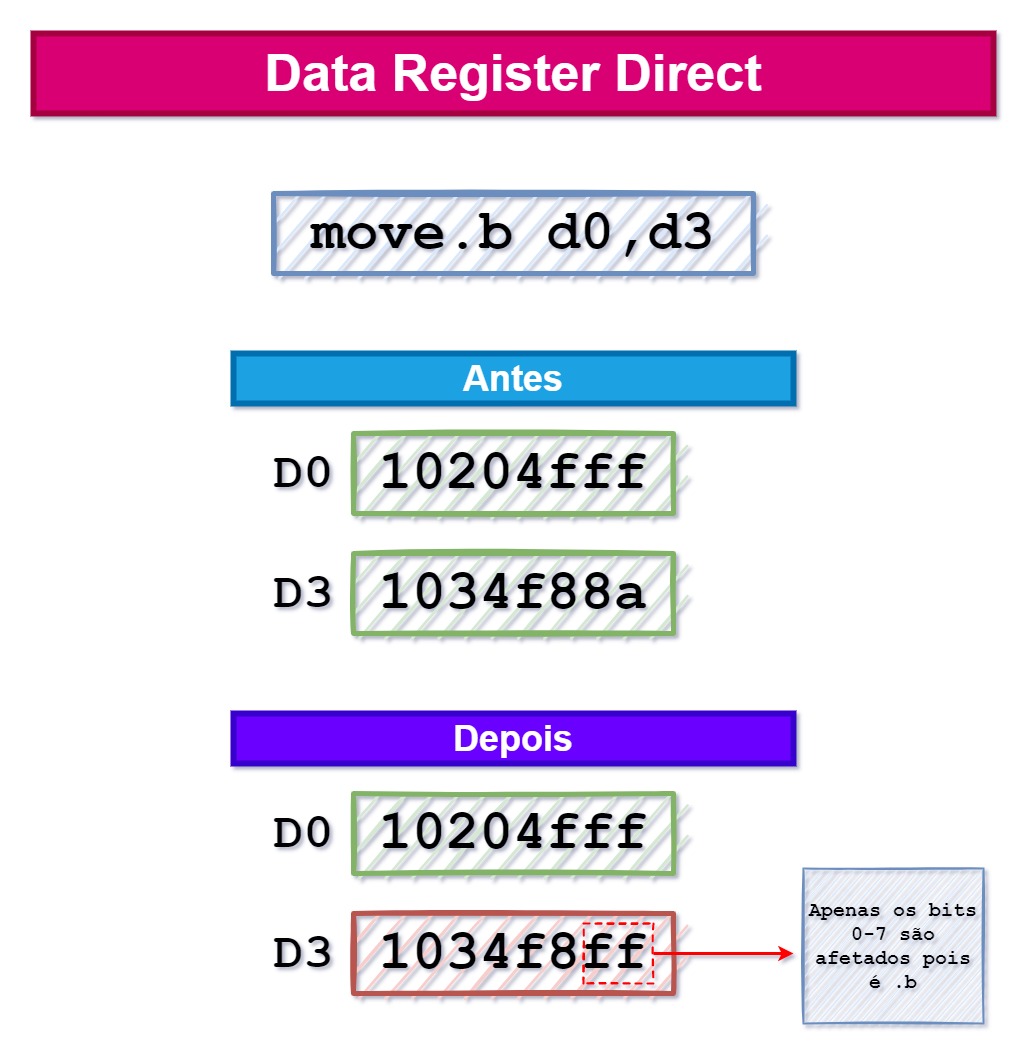 Data Register Direct
move.b d0,d3
Antes
D0 10204fff
D3 1034f88a
Depois
D0 10204fff
D3 1034f8ff
Apenas os bits
0-7 são
afetados pois
é .b